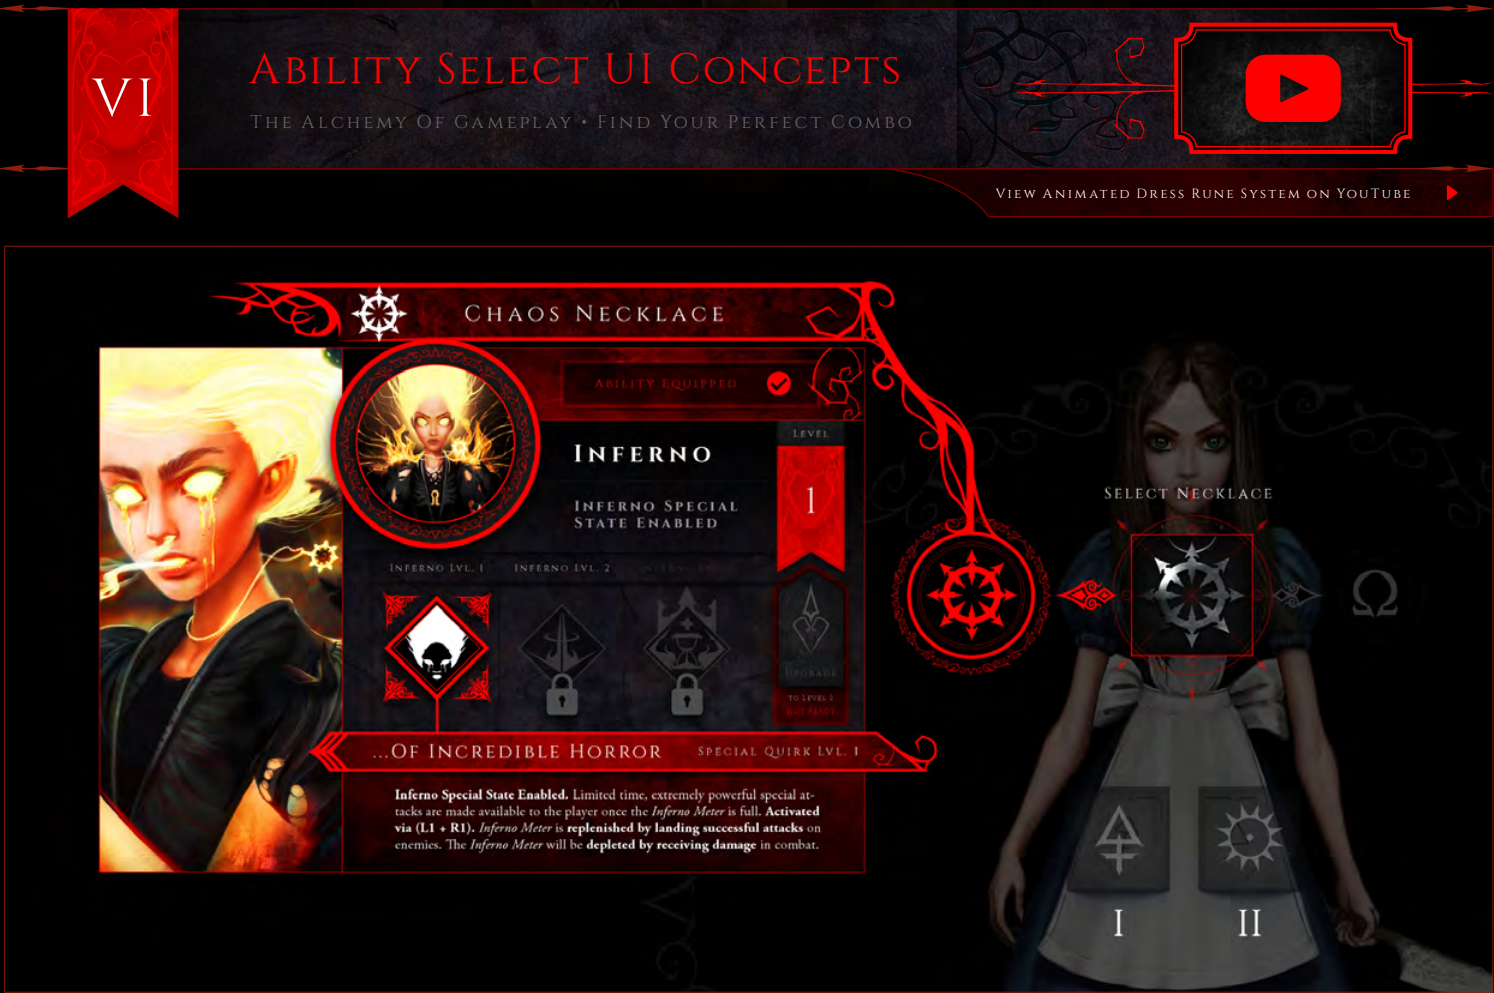 VI
Ability Select UI Concepts
The Alchemy Of Gameplay • Find Your Perfect Combo
View Animated Dress Rune System on YouTube
Chaos Necklace
Ability Equipped
Level
Inferno
1
Inferno Special
State Enabled
Inferno Lvl. 1
Inferno Lvl. 2
Upgrade
To Level 2
Not Ready
...Of Incredible Horror
Special Quirk Lvl. 1
Inferno Special State Enabled. Limited time, extremely powerful special at-
tacks are made available to the player once the Inferno Meter is full. Activated
via (L1 + R1). Inferno Meter is replenished by landing successful attacks on
enemies. The Inferno Meter will be depleted by receiving damage in combat.
Select Necklace
Ω
I
II